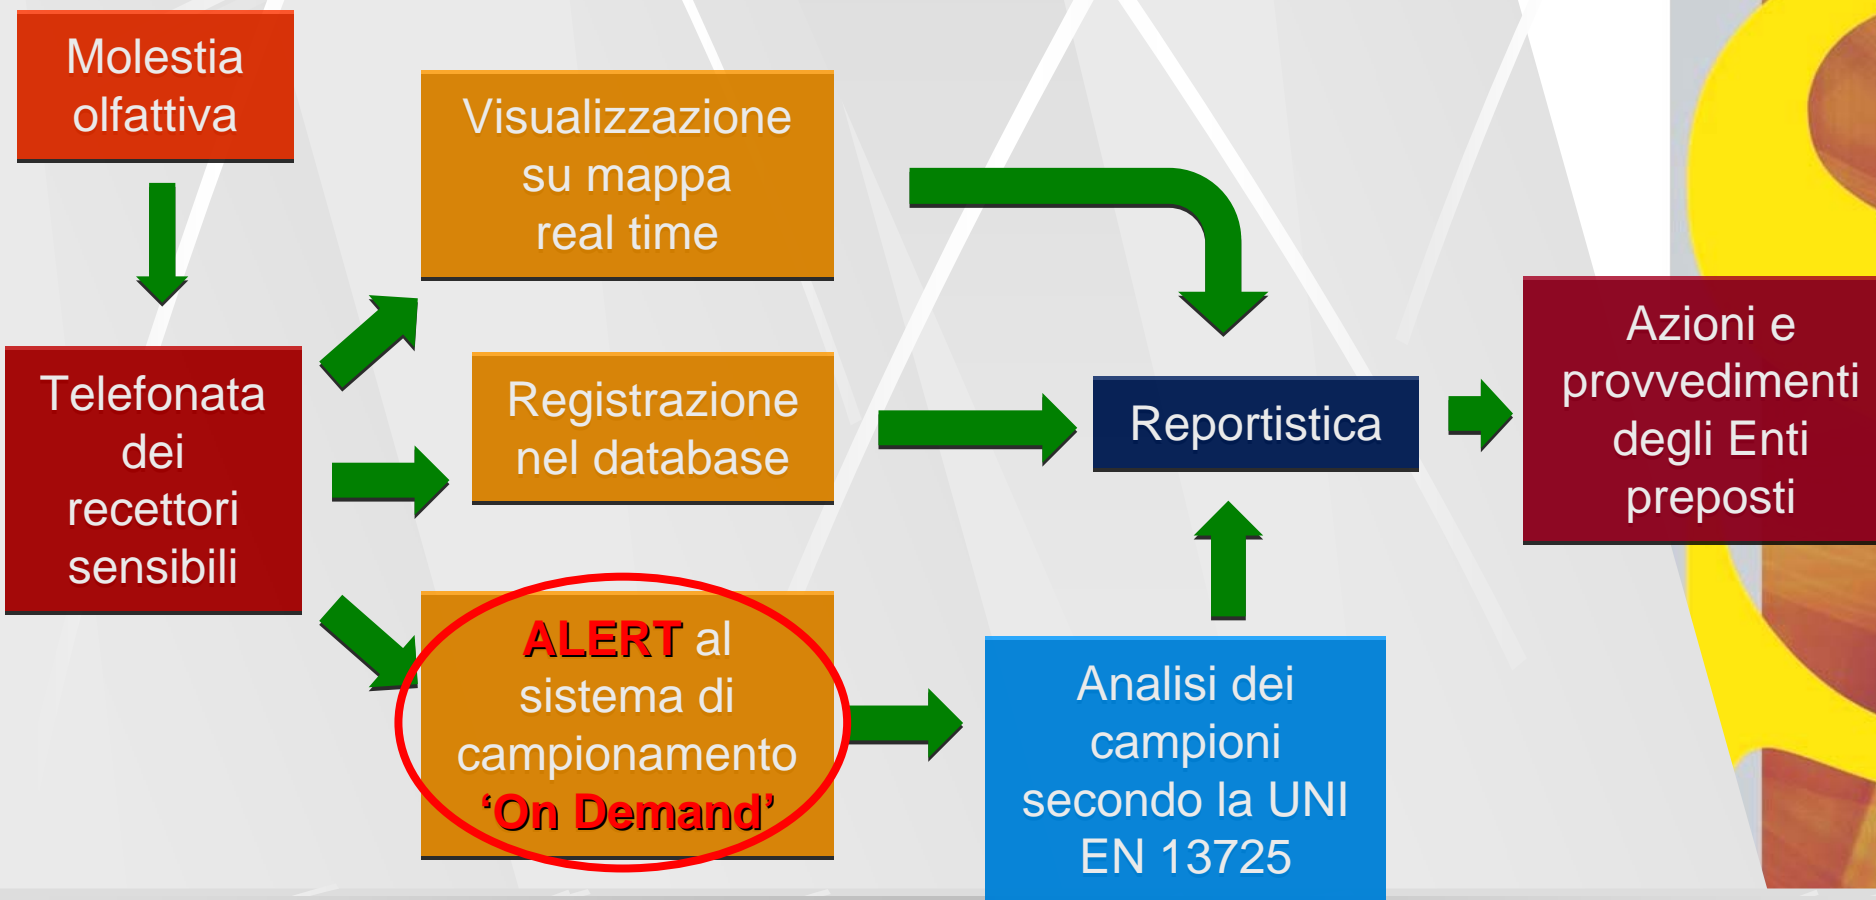 Molestia
olfattiva
Telefonata
dei
recettori
sensibili
Visualizzazione
su mappa
real time
Registrazione
nel database
ALERT al
sistema di
campionamento
‘On Demand’
Analisi dei
campioni
secondo la UNI
EN 13725
Reportistica
Azioni e
provvedimenti
degli Enti
preposti